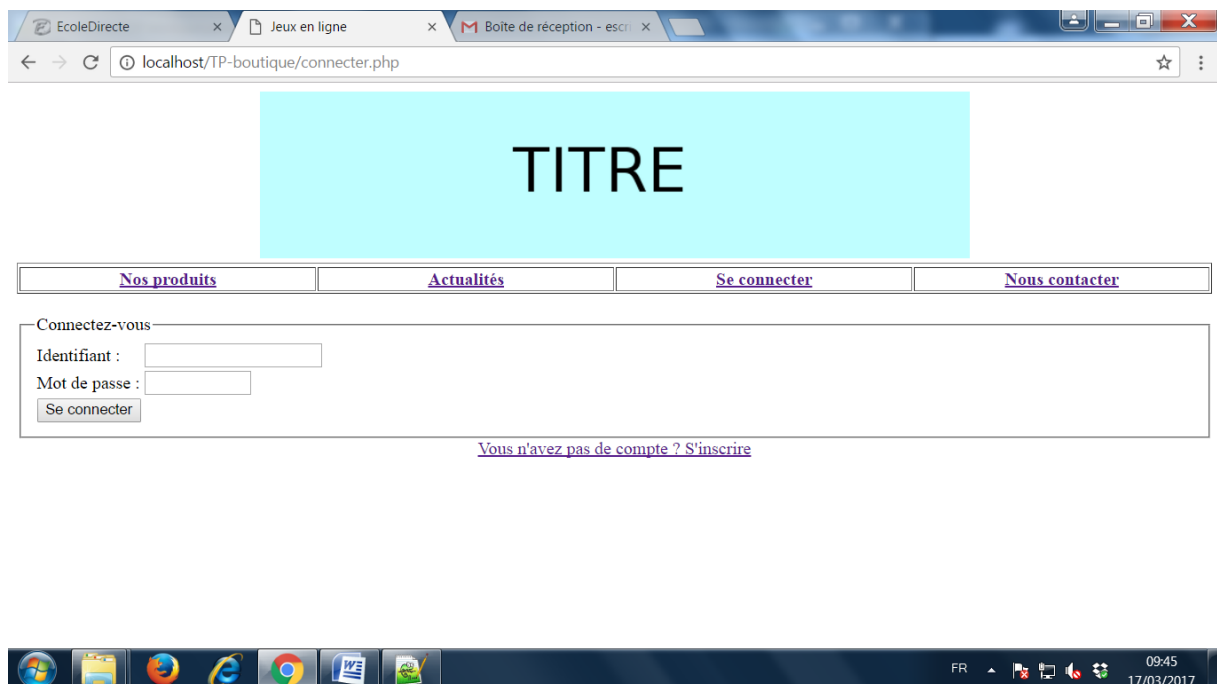 EcoleDirecte
Jeux en ligne
Boîte de réception - escri
localhost/TP-boutique/connecter.php
TITRE
Nos produits
Actualités
Se connecter
Nous contacter
Connectez-vous
Identifiant :
Mot de passe :
Se connecter
Vous n'avez pas de compte ? S'inscrire
FR
09:45
17/03/2017